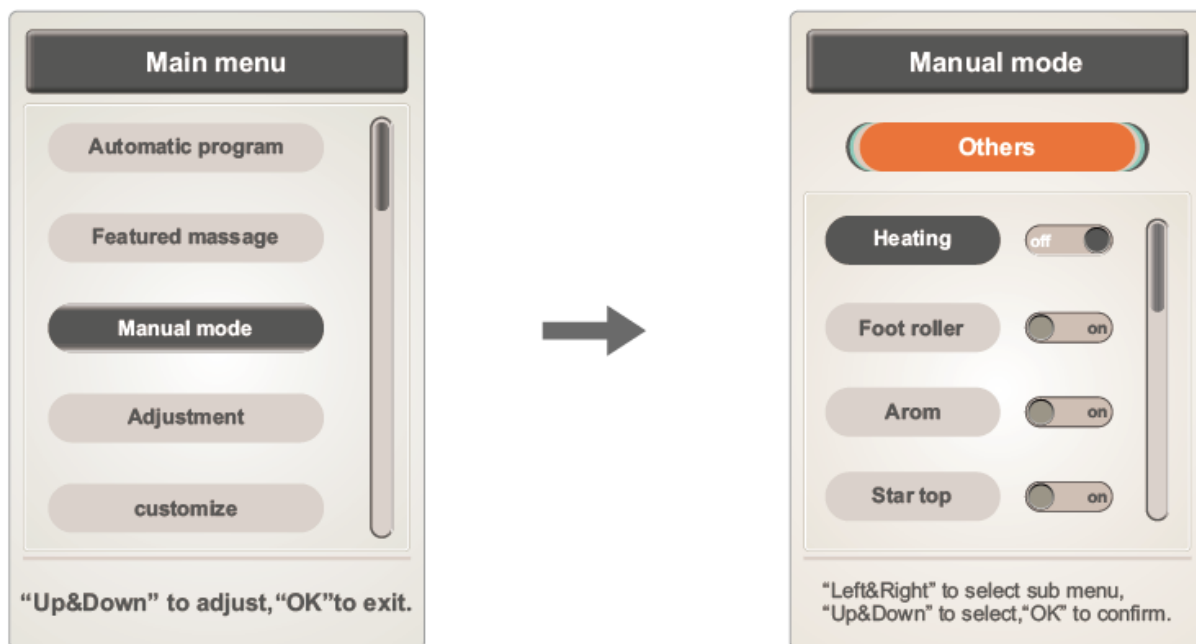 Main menu
Automatic program
Featured massage
Manual mode
Adjustment
customize
“Up&Down” to adjust,“OK”to exit.
Manual mode
Others
Heating off
Foot roller on
Arom on
Star top on
“Left&Right” to select sub menu,
“Up&Down” to select,“OK” to confirm.